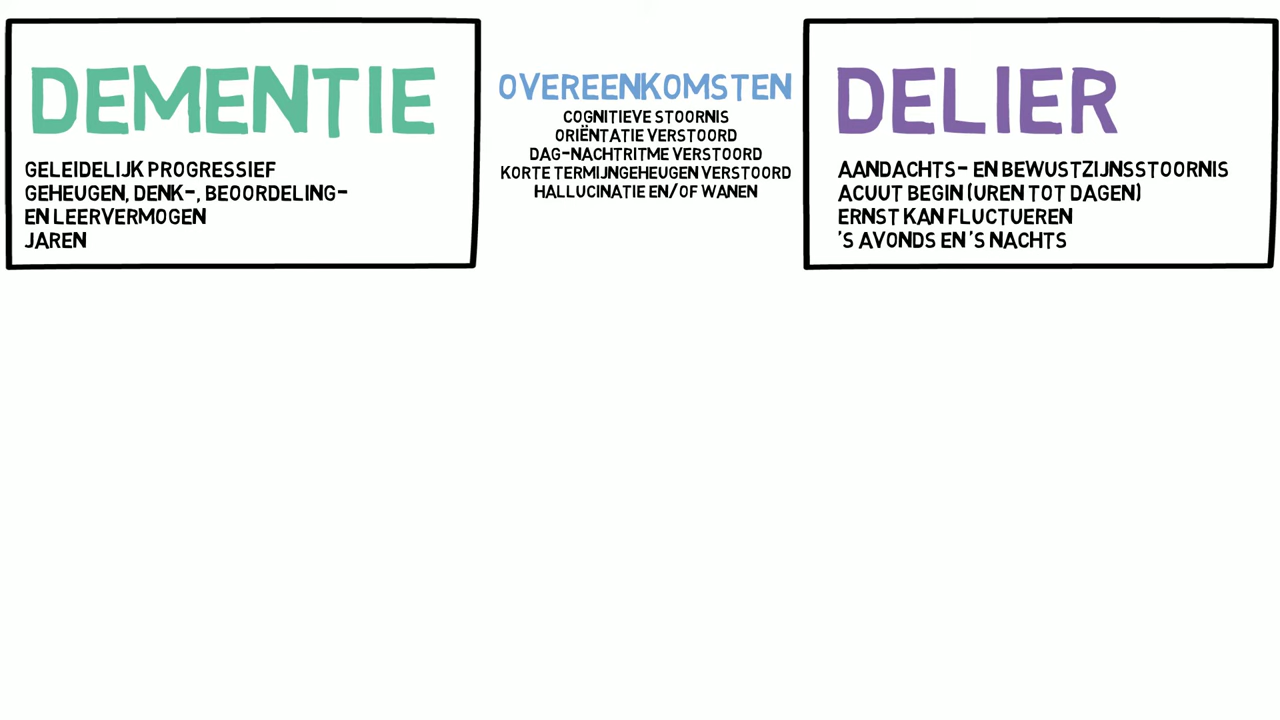 DEMENTIE
GELEIDELIJK PROGRESSIEF
GEHEUGEN, DENK-, BEOORDELING-
EN LEERVERMOGEN
JAREN
OVEREENKOMSTEN
COGNITIEVE STOORNIS
ORIËNTATIE VERSTOORD
DAG-NACHTRITME VERSTOORD
KORTE TERMIJNGEHEUGEN VERSTOORD
HALLUCINATIE EN/OF WANEN
DELIER
AANDACHTS- EN BEWUSTZIJNSSTOORNIS
ACUUT BEGIN (UREN TOT DAGEN)
ERNST KAN FLUCTUEREN
'S AVONDS EN 'S NACHTS